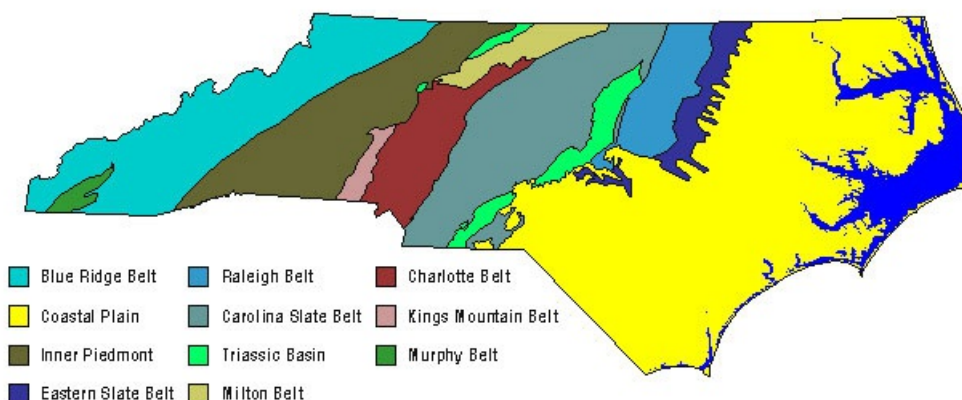 Blue Ridge Belt
Raleigh Belt
Charlotte Belt
Coastal Plain
Carolina Slate Belt
Kings Mountain Belt
Inner Piedmont
Triassic Basin
Murphy Belt
Eastern Slate Belt
Milton Belt